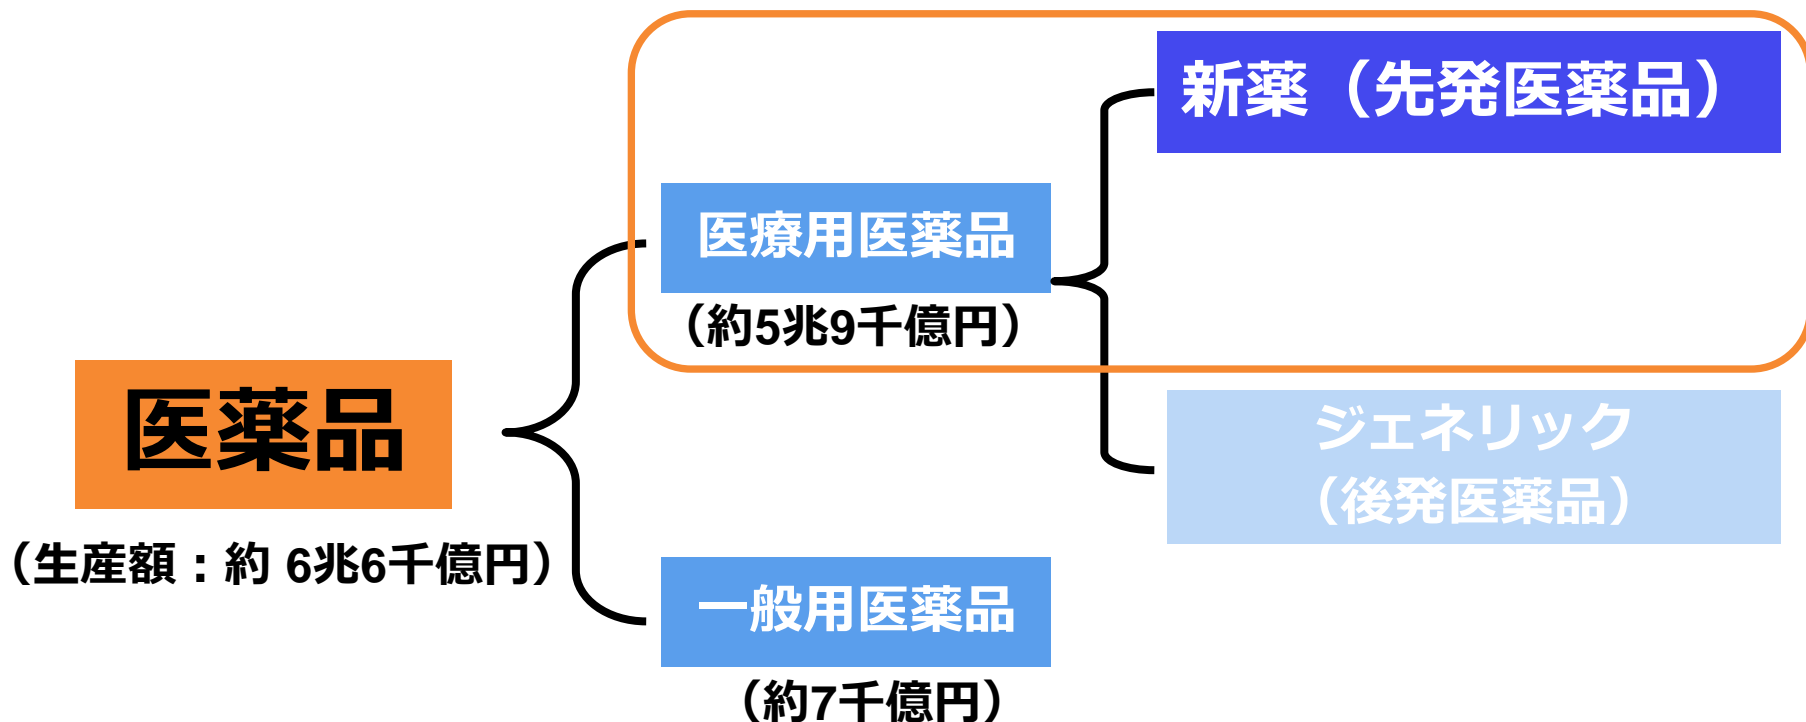 新薬（先発医薬品）
医療用医薬品
（約5兆9千億円）
医薬品
（生産額：約 6兆6千億円）
ジェネリック
（後発医薬品）
一般用医薬品
（約7千億円）